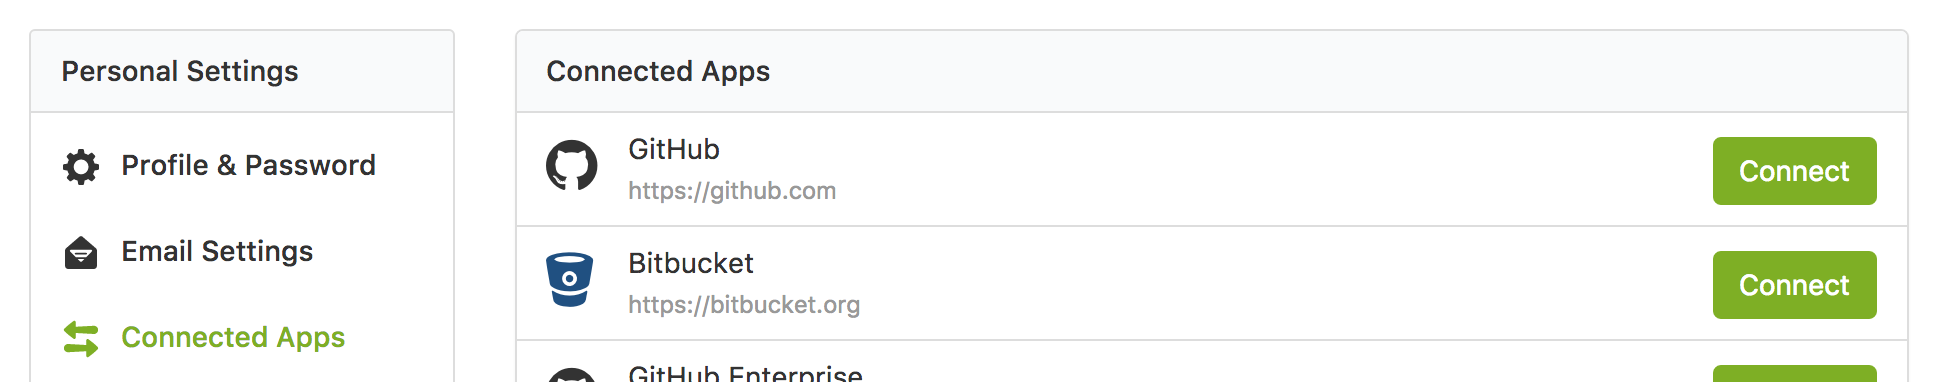 Personal Settings
Profile & Password
Email Settings
Connected Apps
Connected Apps
GitHub
https://github.com
Connect
Bitbucket
https://bitbucket.org
Connect
GitHub Enterprise